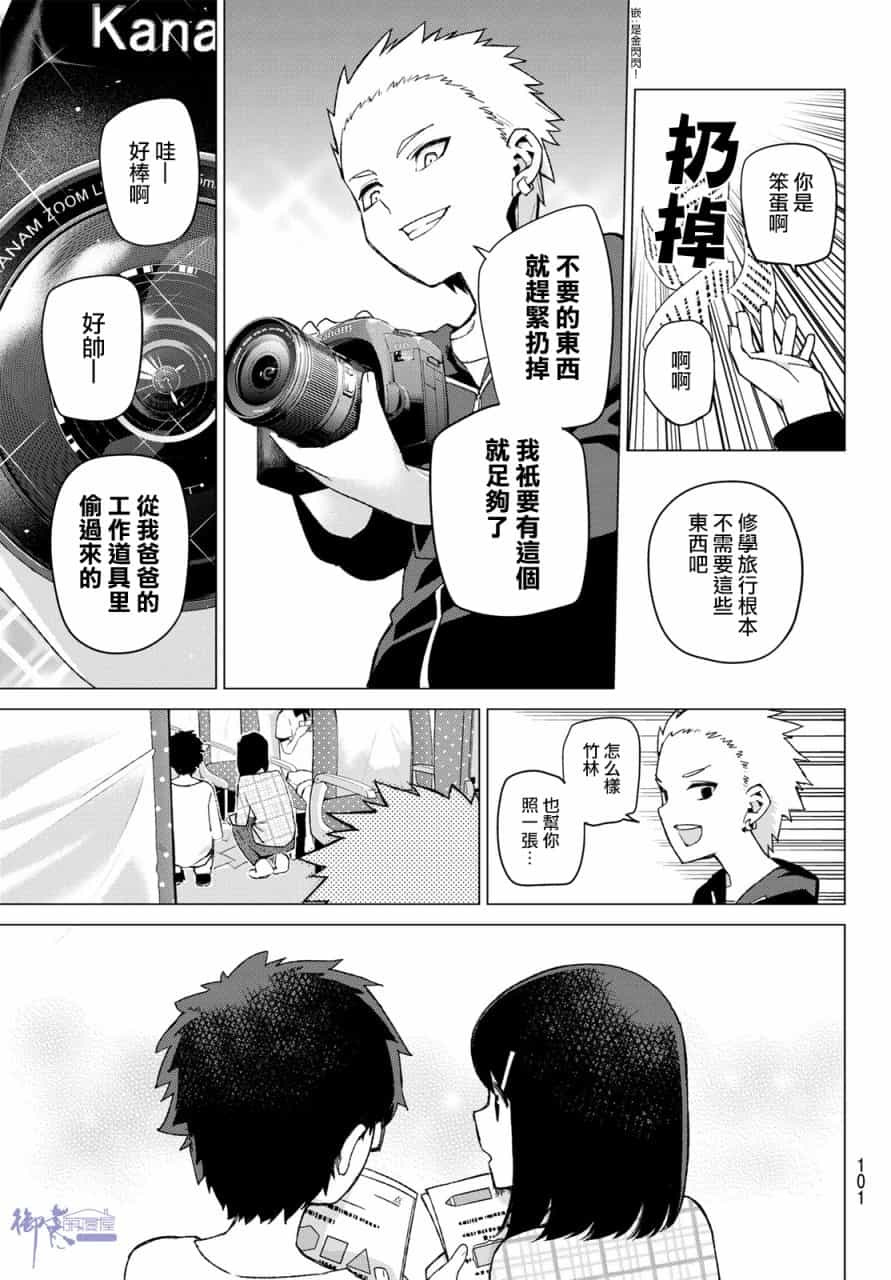 嵌：是金閃閃！
你是
笨蛋啊
扔掉
啊啊
修學旅行根本
不需要這些
東西吧
不要的東西
就趕緊扔掉
我祇要有這個
就足夠了
Kana
ANAM ZOOM L
哇—
好棒啊
好帥—
從我爸爸的
工作道具里
偷過來的
怎么樣
竹林
也幫你
照一張…
101